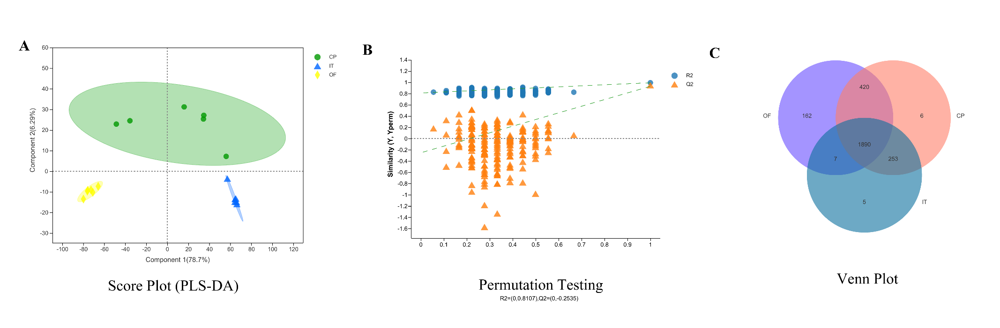 A
60
50
40
30
20
10
0
-10
-20
-30
-100 -80 -60 -40 -20 0 20 40 60 80 100 120
Component 2(6.29%)
Component 1(78.7%)
CP
IT
OF
Score Plot (PLS-DA)
B
1.4
1.2
1
0.8
0.6
0.4
0.2
0
-0.2
-0.4
-0.6
-0.8
-1
-1.2
-1.4
-1.6
0 0.1 0.2 0.3 0.4 0.5 0.6 0.7 0.8 0.9 1
Similarity (Y, Yperm)
R2
Q2
Permutation Testing
R2=(0,0.8107),Q2=(0,-0.2535)
C
420
OF 162 6 CP
1890
7 253
5 IT
Venn Plot